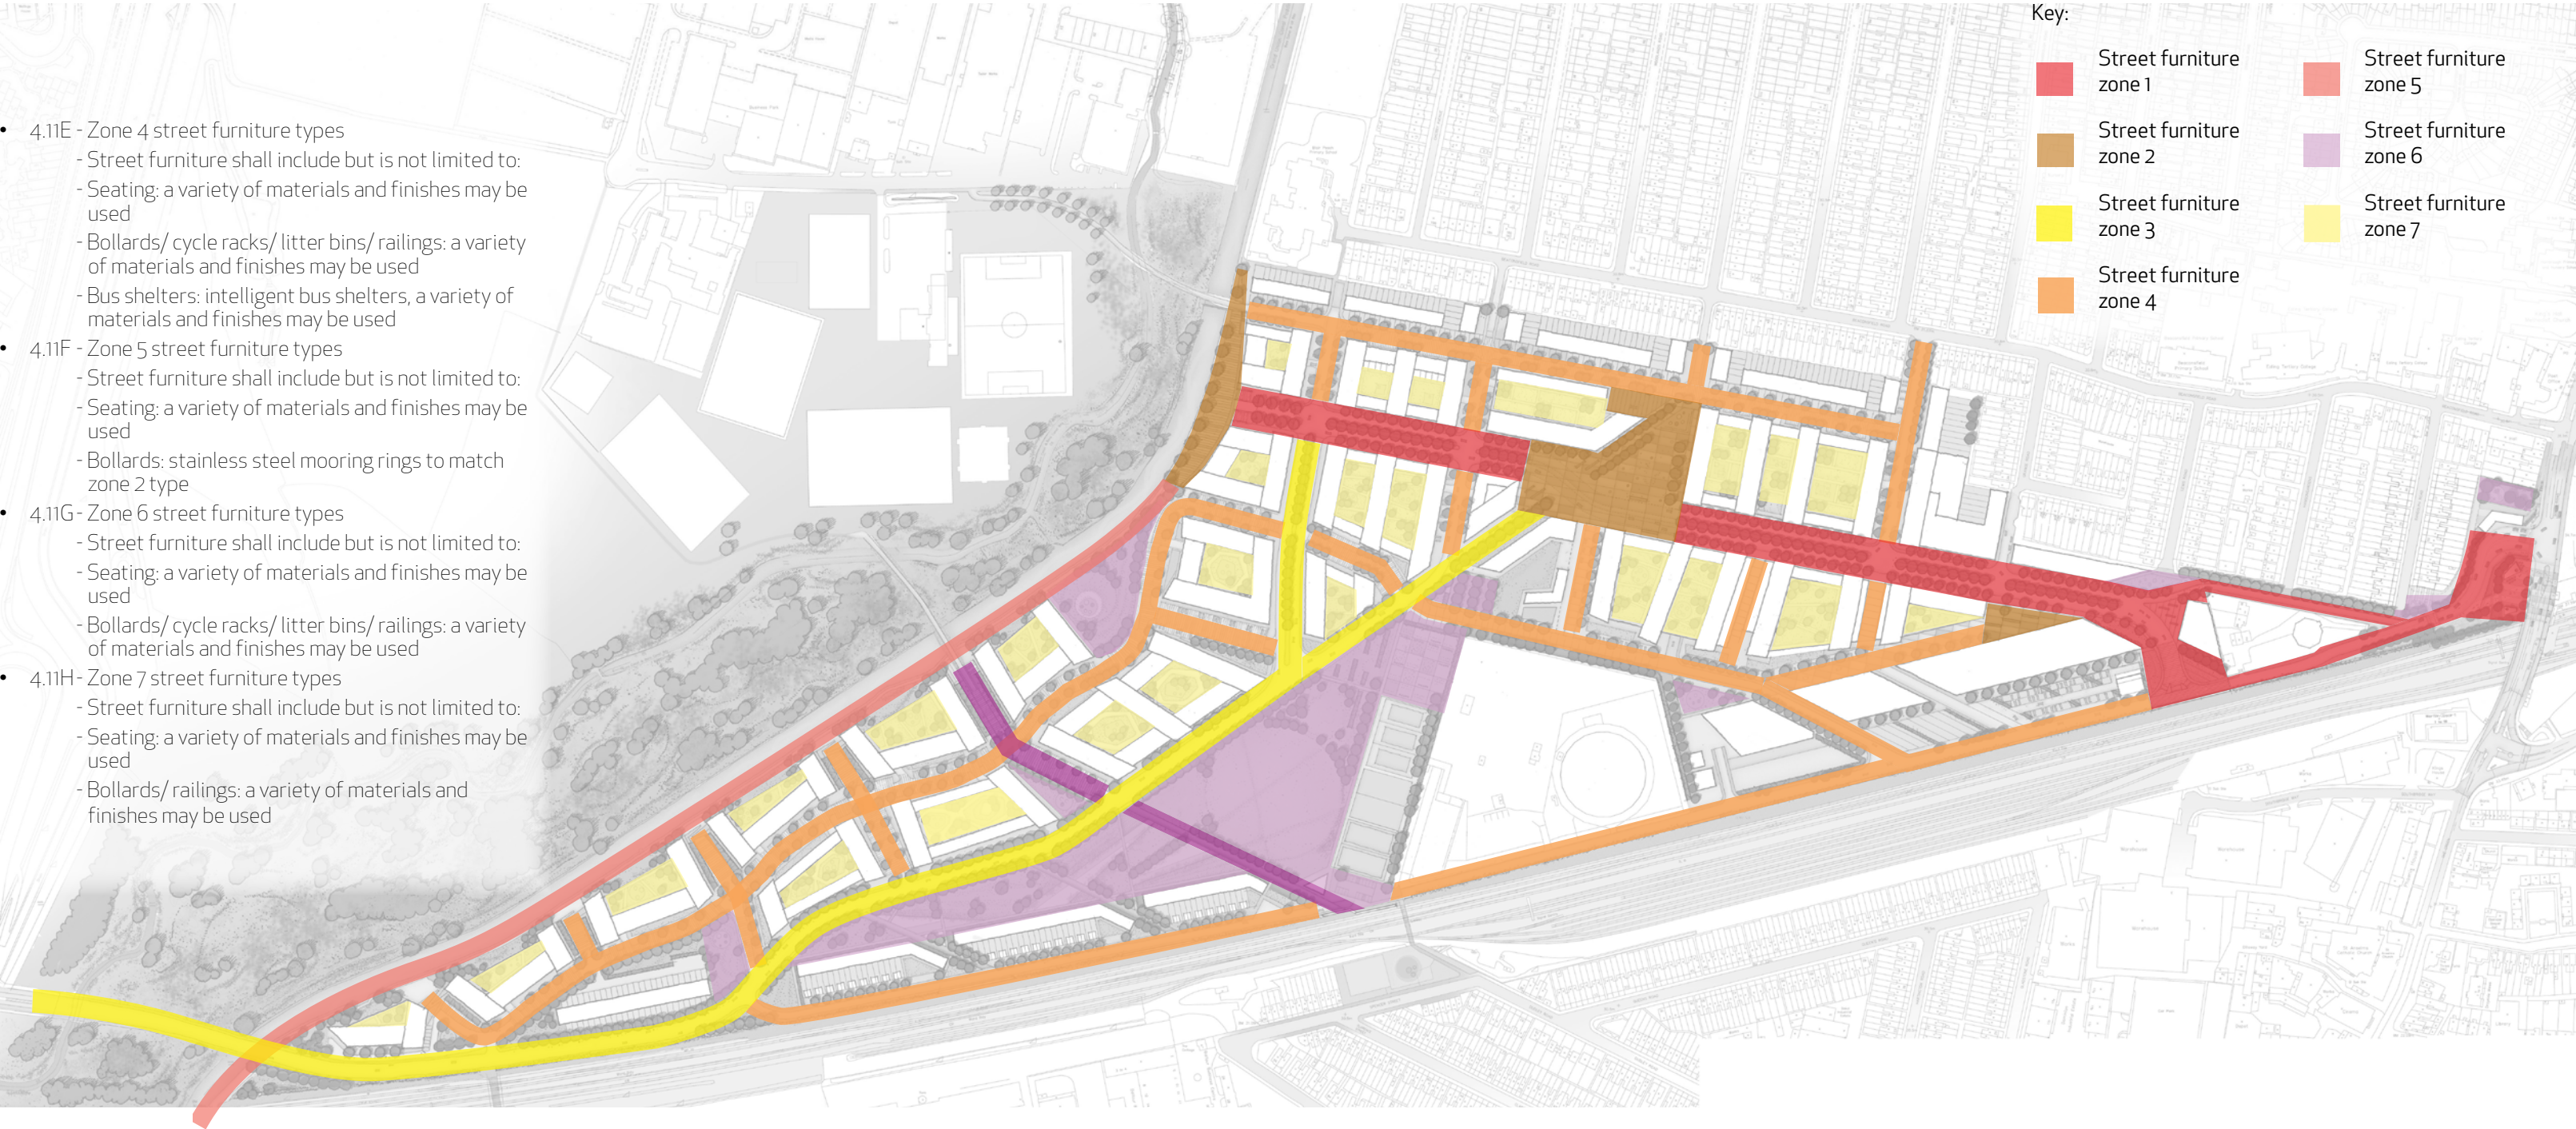 • 4.11E - Zone 4 street furniture types
- Street furniture shall include but is not limited to:
- Seating: a variety of materials and finishes may be
used
- Bollards/ cycle racks/ litter bins/ railings: a variety
of materials and finishes may be used
- Bus shelters: intelligent bus shelters, a variety of
materials and finishes may be used
• 4.11F - Zone 5 street furniture types
- Street furniture shall include but is not limited to:
- Seating: a variety of materials and finishes may be
used
- Bollards: stainless steel mooring rings to match
zone 2 type
• 4.11G - Zone 6 street furniture types
- Street furniture shall include but is not limited to:
- Seating: a variety of materials and finishes may be
used
- Bollards/ cycle racks/ litter bins/ railings: a variety
of materials and finishes may be used
• 4.11H - Zone 7 street furniture types
- Street furniture shall include but is not limited to:
- Seating: a variety of materials and finishes may be
used
- Bollards/ railings: a variety of materials and
finishes may be used
Key:
Street furniture
zone 1
Street furniture
zone 2
Street furniture
zone 3
Street furniture
zone 4
Street furniture
zone 5
Street furniture
zone 6
Street furniture
zone 7